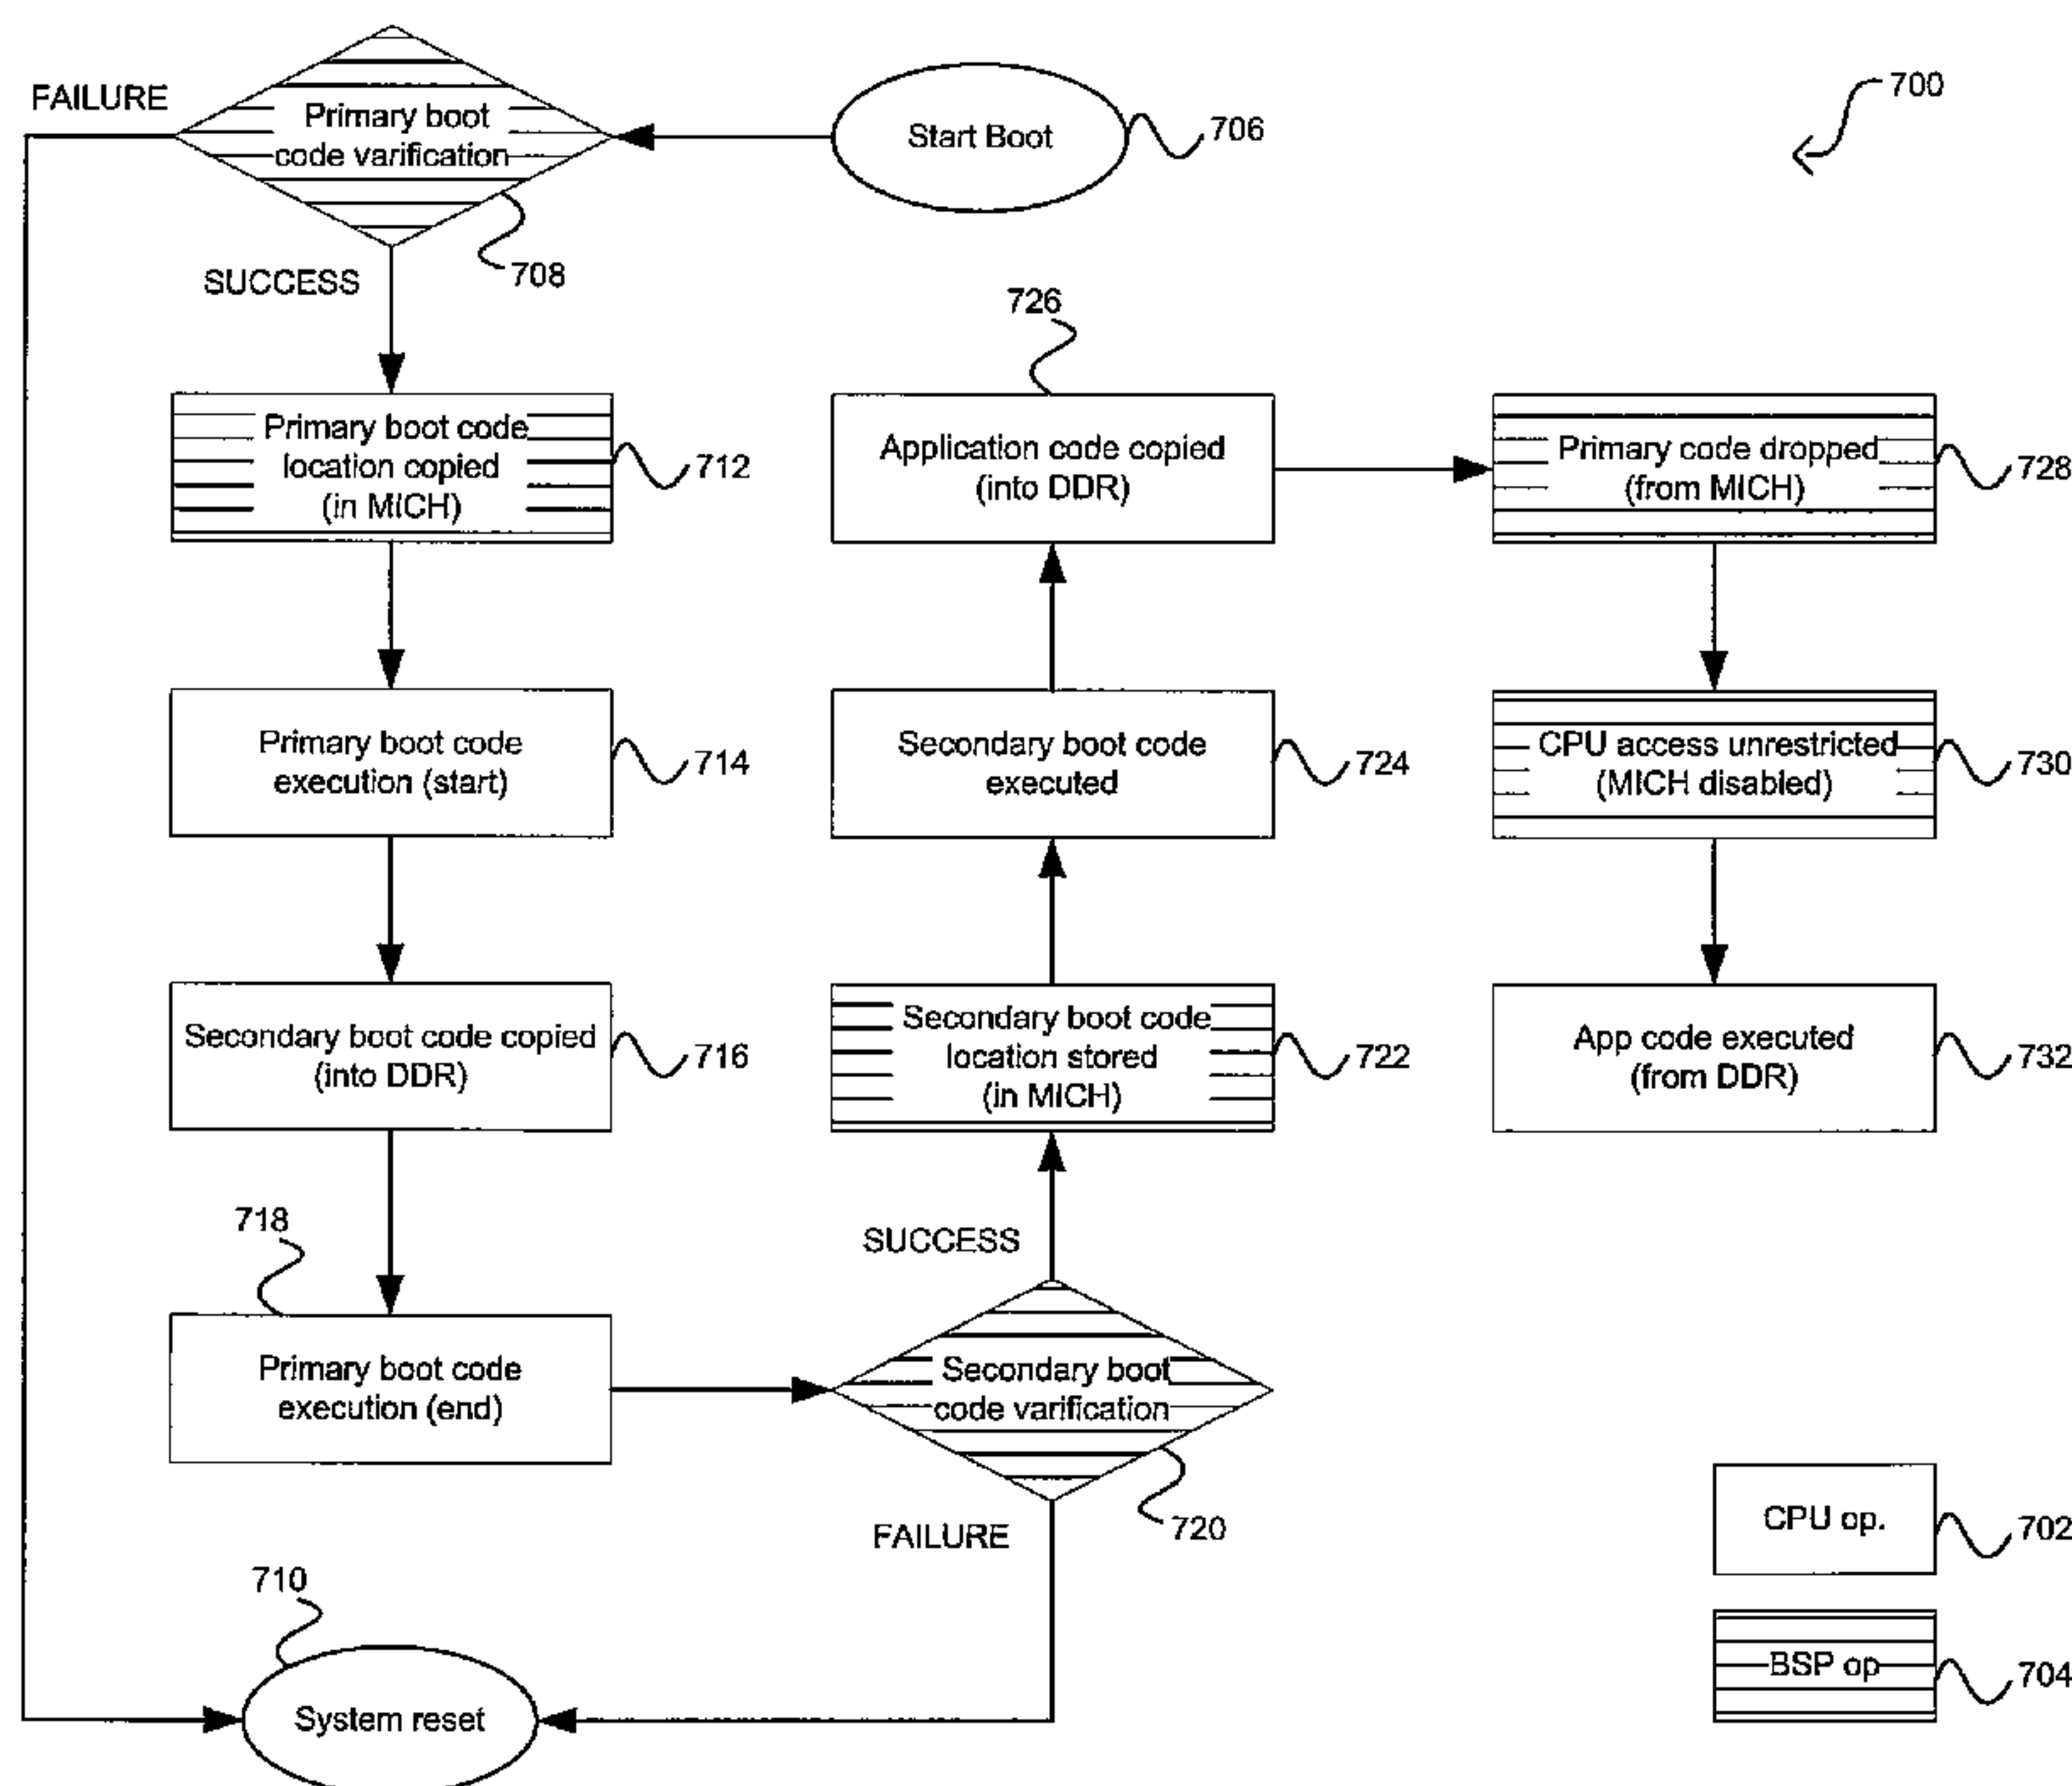 FAILURE
Primary boot
code varification
708
SUCCESS
Start Boot
706
700
Primary boot code
location copied
(in MICH)
712
Primary boot code
execution (start)
714
Secondary boot code copied
(into DDR)
716
718
Primary boot code
execution (end)
Secondary boot
code varification
720
SUCCESS
FAILURE
710
System reset
Secondary boot code
location stored
(in MICH)
722
Secondary boot code
executed
724
726
Application code copied
(into DDR)
Primary code dropped
(from MICH)
728
CPU access unrestricted
(MICH disabled)
730
App code executed
(from DDR)
732
CPU op.
702
BSP op
704